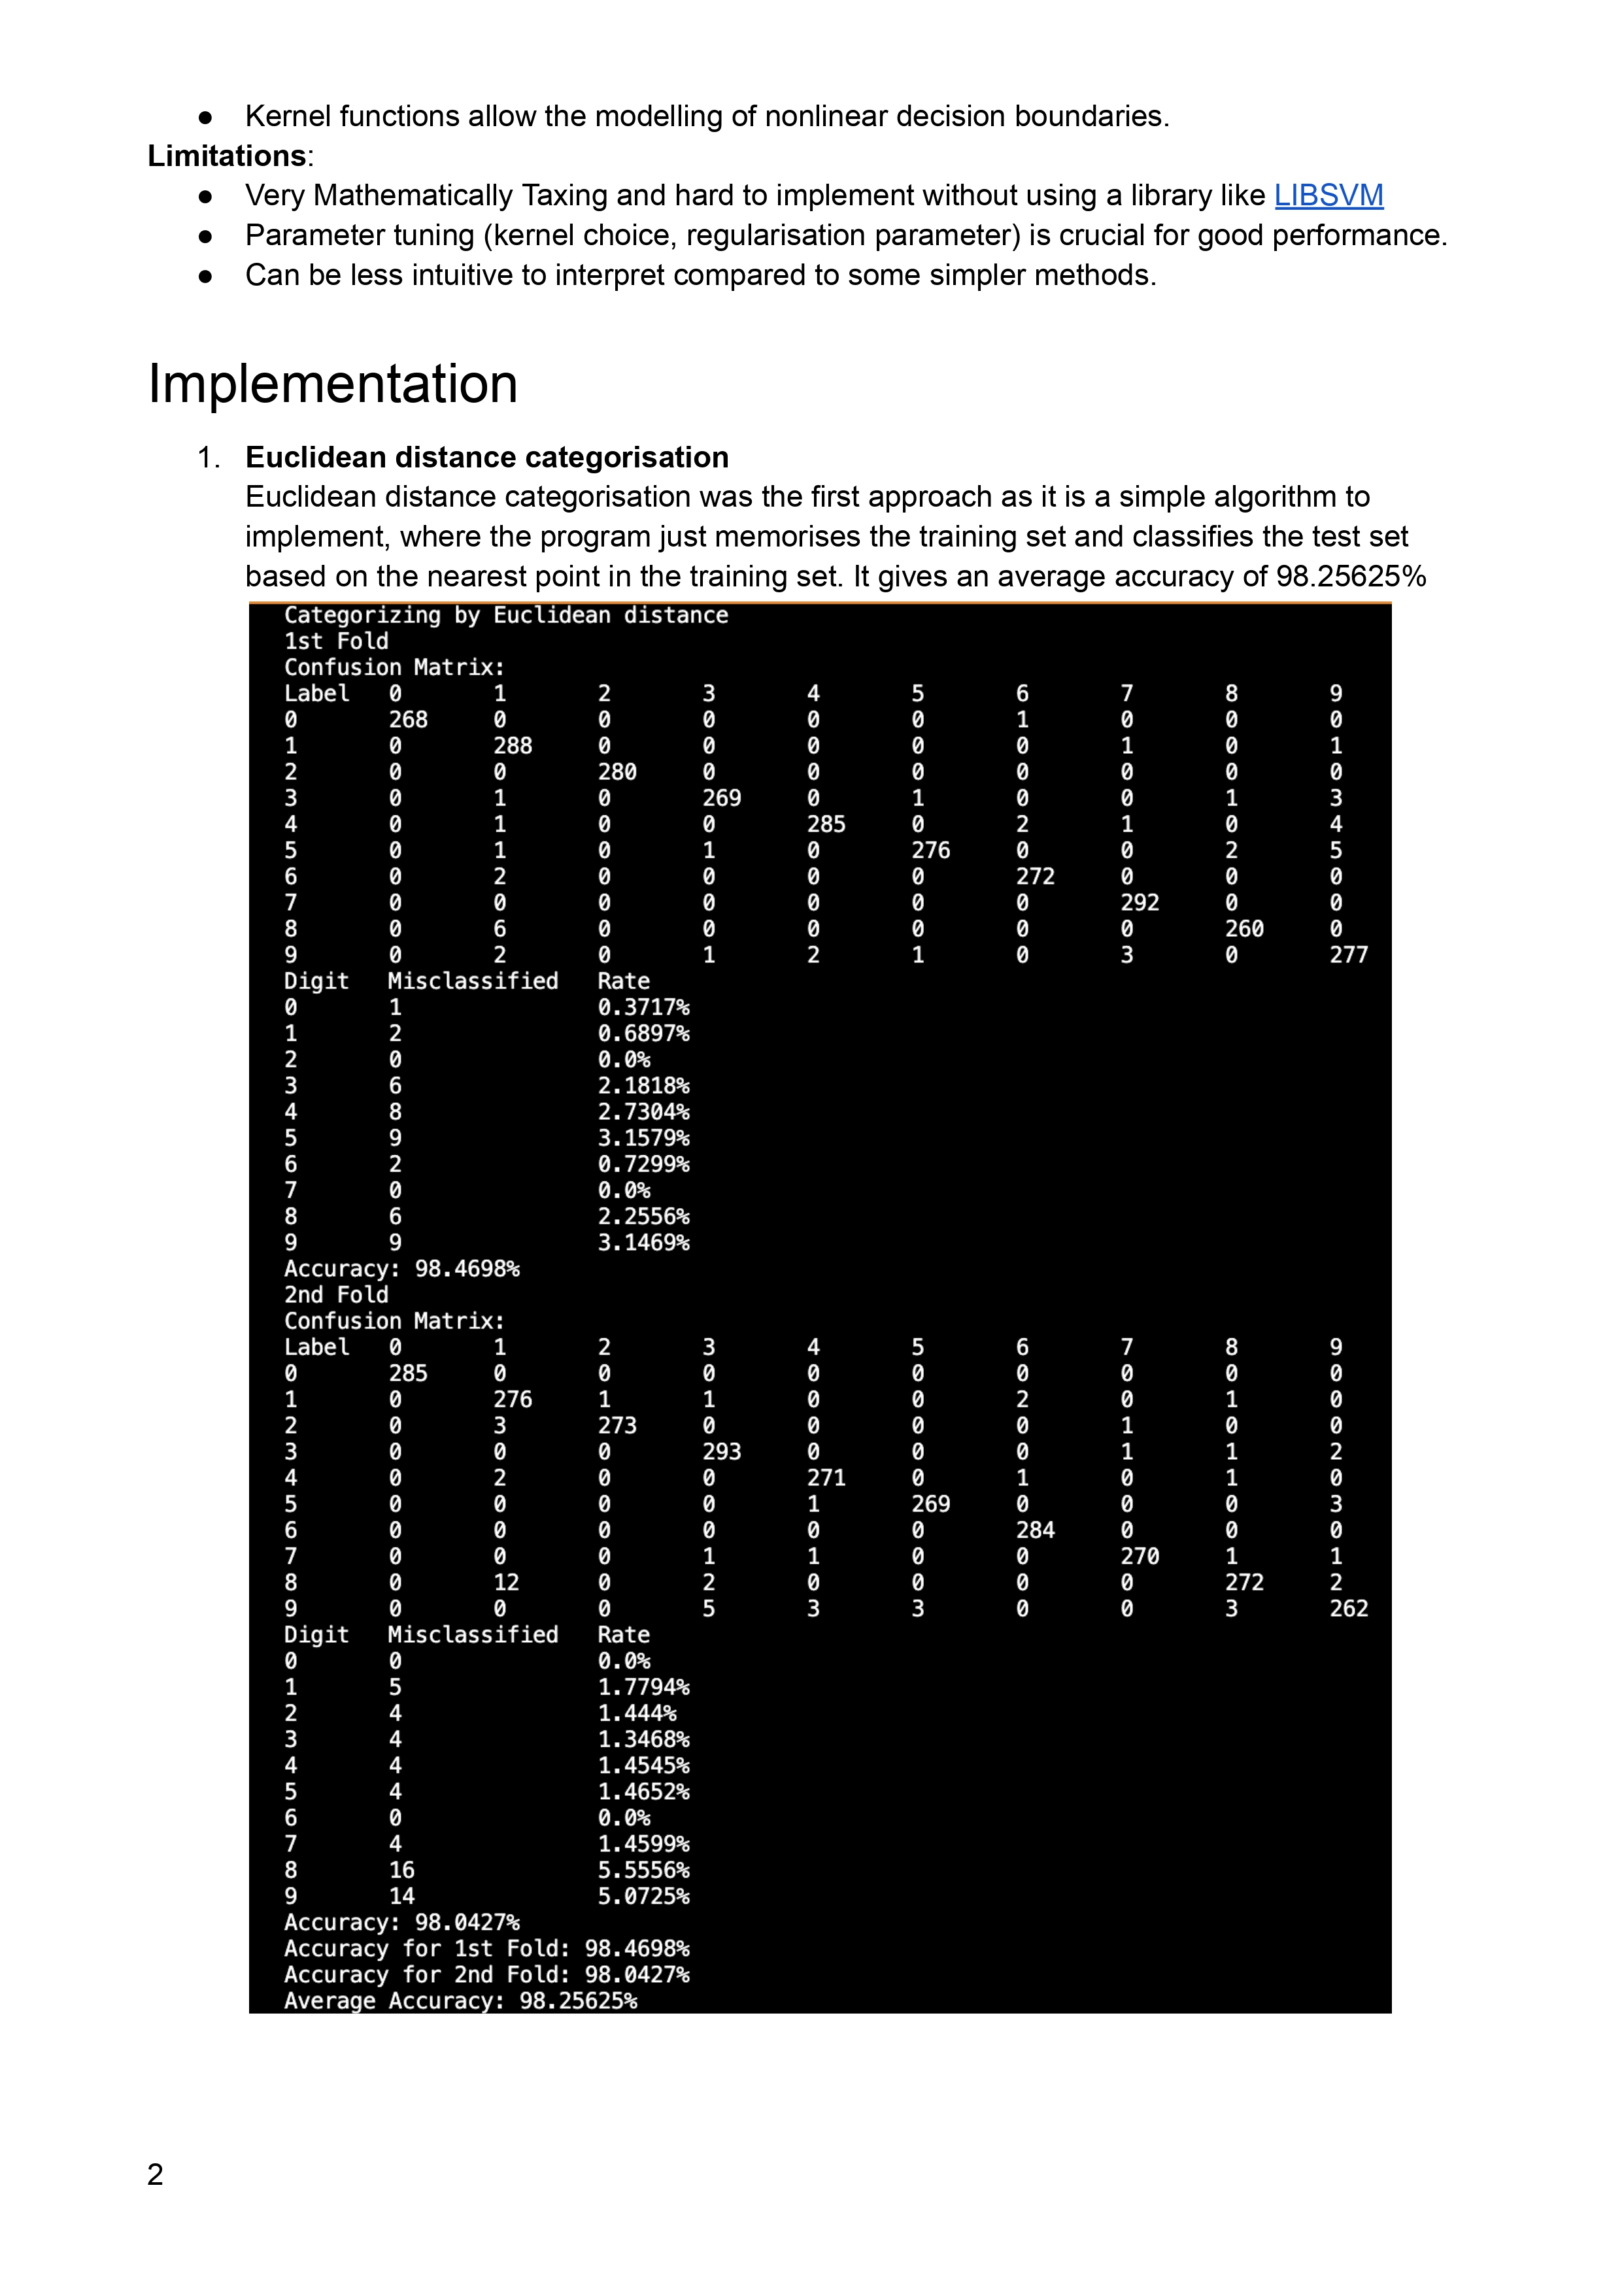 ● Kernel functions allow the modelling of nonlinear decision boundaries.
Limitations:
● Very Mathematically Taxing and hard to implement without using a library like LIBSVM
● Parameter tuning (kernel choice, regularisation parameter) is crucial for good performance.
● Can be less intuitive to interpret compared to some simpler methods.
Implementation
1. Euclidean distance categorisation
Euclidean distance categorisation was the first approach as it is a simple algorithm to
implement, where the program just memorises the training set and classifies the test set
based on the nearest point in the training set. It gives an average accuracy of 98.25625%
Categorizing by Euclidean distance
1st Fold
Confusion Matrix:
Label 0 1 2 3 4 5 6 7 8 9
0 268 0 0 0 0 0 1 0 0 0
1 0 288 0 0 0 0 0 1 0 1
2 0 0 280 0 0 0 0 0 0 0
3 0 1 0 269 0 1 0 0 1 3
4 0 1 0 0 285 0 2 1 0 4
5 0 1 0 1 0 276 0 0 2 5
6 0 2 0 0 0 0 272 0 0 0
7 0 0 0 0 0 0 0 292 0 0
8 0 6 0 0 0 0 0 0 260 0
9 0 2 0 1 2 1 0 3 0 277
Digit Misclassified Rate
0 1 0.3717%
1 2 0.6897%
2 0 0.0%
3 6 2.1818%
4 8 2.7304%
5 9 3.1579%
6 2 0.7299%
7 0 0.0%
8 6 2.2556%
9 9 3.1469%
Accuracy: 98.4698%
2nd Fold
Confusion Matrix:
Label 0 1 2 3 4 5 6 7 8 9
0 285 0 0 0 0 0 0 0 0 0
1 0 276 1 1 0 0 2 0 1 0
2 0 3 273 0 0 0 0 1 0 0
3 0 0 0 293 0 0 0 1 1 2
4 0 2 0 0 271 0 1 0 1 0
5 0 0 0 0 1 269 0 0 0 3
6 0 0 0 0 0 0 284 0 0 0
7 0 0 0 1 1 0 0 270 1 1
8 0 12 0 2 0 0 0 0 272 2
9 0 0 0 5 3 3 0 0 3 262
Digit Misclassified Rate
0 0 0.0%
1 5 1.7794%
2 4 1.444%
3 4 1.3468%
4 4 1.4545%
5 4 1.4652%
6 0 0.0%
7 4 1.4599%
8 16 5.5556%
9 14 5.0725%
Accuracy: 98.0427%
Accuracy for 1st Fold: 98.4698%
Accuracy for 2nd Fold: 98.0427%
Average Accuracy: 98.25625%
2